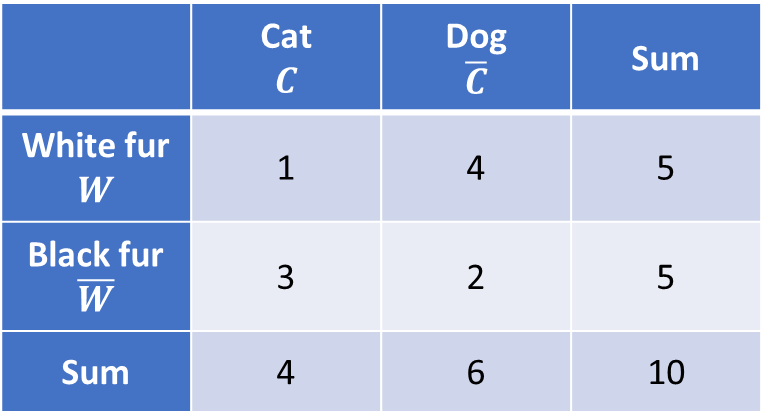 Cat Dog Sum
C C̅
White fur 1 4 5
W
Black fur 3 2 5
W̅
Sum 4 6 10